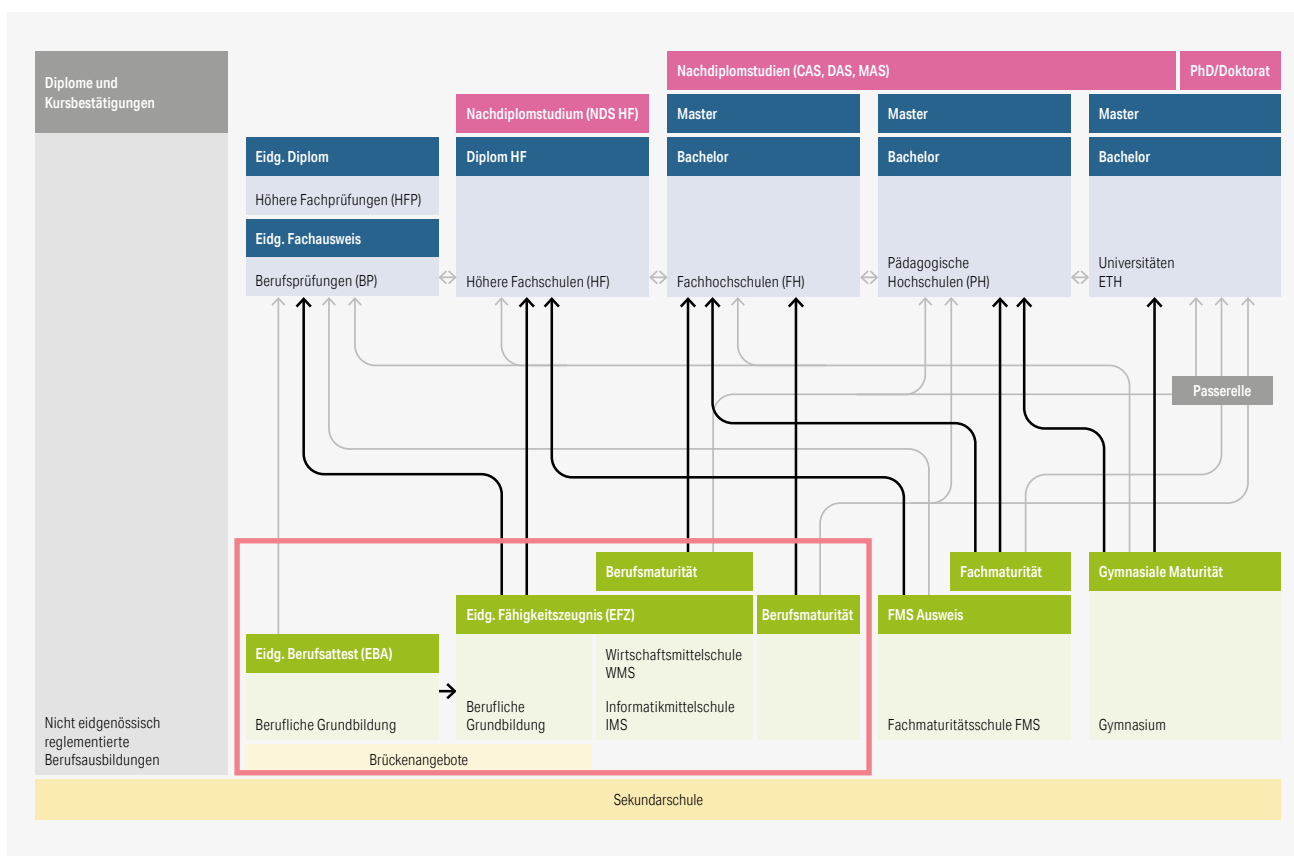 Diplome und
Kursbestätigungen
Nachdiplomstudien (CAS, DAS, MAS)
PhD/Doktorat
Nachdiplomstudium (NDS HF)
Master
Master
Master
Eidg. Diplom
Diplom HF
Bachelor
Bachelor
Bachelor
Höhere Fachprüfungen (HFP)
Eidg. Fachausweis
Berufsprüfungen (BP)
Höhere Fachschulen (HF)
Fachhochschulen (FH)
Pädagogische
Hochschulen (PH)
Universitäten
ETH
Passerelle
Berufsmaturität
Fachmaturität
Gymnasiale Maturität
Eidg. Fähigkeitszeugnis (EFZ)
Berufsmaturität
FMS Ausweis
Eidg. Berufsattest (EBA)
Wirtschaftsmittelschule
WMS
Berufliche Grundbildung
Berufliche
Grundbildung
Informatikmittelschule
IMS
Fachmaturitätsschule FMS
Gymnasium
Nicht eidgenössisch
reglementierte
Berufsausbildungen
Brückenangebote
Sekundarschule